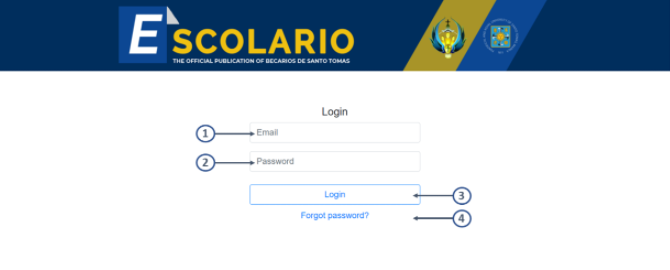 ESCOLARIO
THE OFFICIAL PUBLICATION OF BECARIOS DE SANTO TOMAS
Login
1 Email
2 Password
Login 3
Forgot password? 4